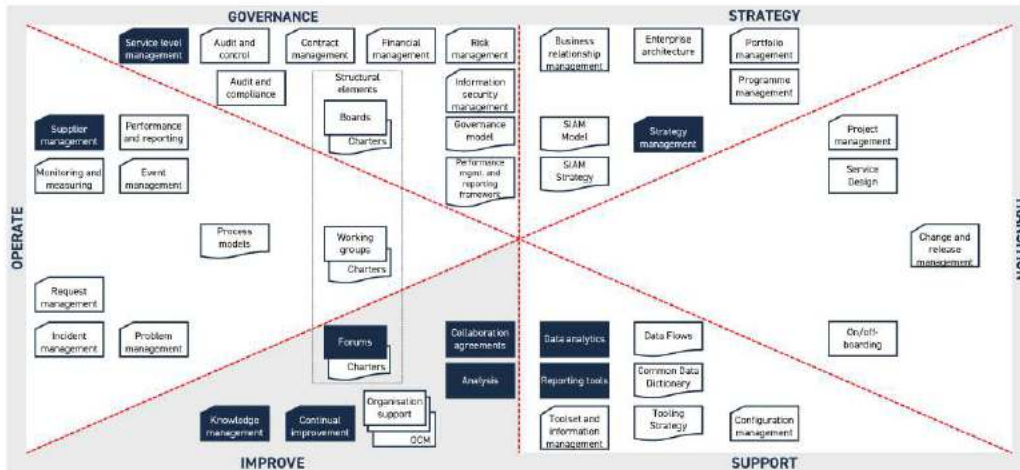 GOVERNANCE
STRATEGY
Service level
management
Audit and
control
Contract
management
Financial
management
Risk
management
Business
relationship
management
Enterprise
architecture
Portfolio
management
Audit and
compliance
Structural
elements
Information
security
management
Programme
management
Boards
Charters
Supplier
management
Performance
and reporting
Governance
model
SIAM
Model
Strategy
management
Project
management
Monitoring and
measuring
Event
management
Performance
mgmt. and
reporting
framework
SIAM
Strategy
Service
Design
OPERATE
Process
models
Working
groups
Charters
Change and
release
management
TRANSITION
Request
management
Incident
management
Problem
management
Forums
Charters
Collaboration
agreements
Data analytics
Data Flows
On/off-
boarding
Analysis
Reporting tools
Common Data
Dictionary
Knowledge
management
Continual
improvement
Organisation
support
OCM
Toolset and
information
management
Tooling
Strategy
Configuration
management
IMPROVE
SUPPORT